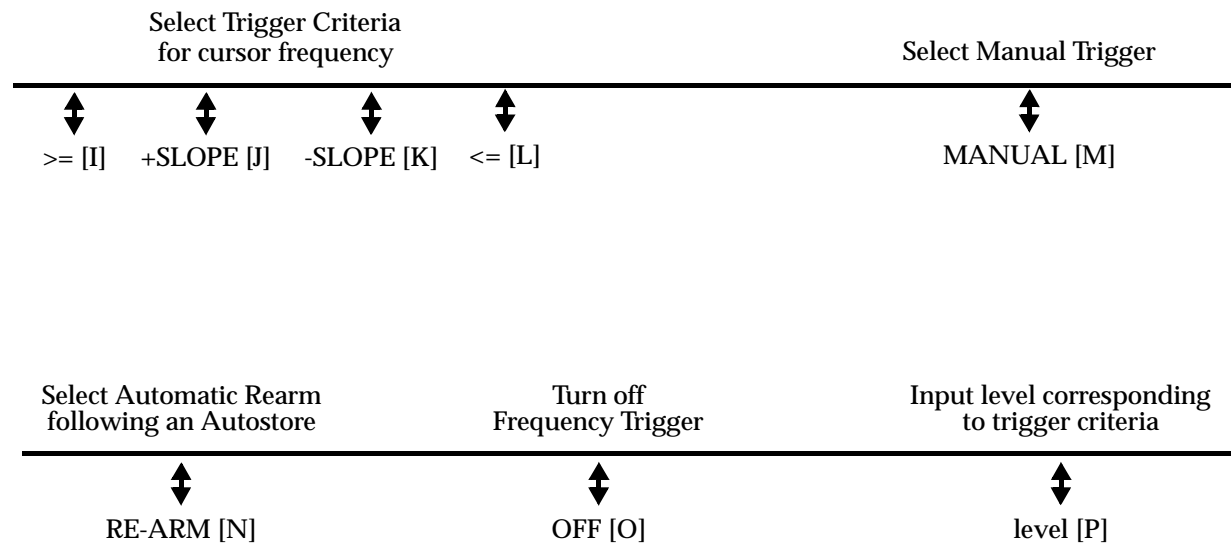 Select Trigger Criteria
for cursor frequency
Select Manual Trigger
>= [I] +SLOPE [J] -SLOPE [K] <= [L]
MANUAL [M]
Select Automatic Rearm
following an Autostore
Turn off
Frequency Trigger
Input level corresponding
to trigger criteria
RE-ARM [N]
OFF [O]
level [P]